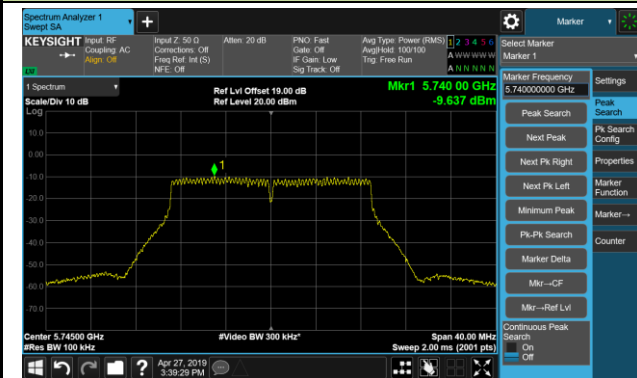 Spectrum Analyzer 1
Swept SA
+
Marker
KEYSIGHT
Input: RF
Coupling: AC
Align: Off
Input Z: 50 Ω
Corrections: Off
Freq Ref: Int (S)
NFE: Off
Atten: 20 dB
PNO: Fast
Gate: Off
IF Gain: Low
Sig Track: Off
Avg Type: Power (RMS)
Avg|Hold: 100/100
Trig: Free Run
1 2 3 4 5 6
A W W W W W
A N N N N N
LV
Select Marker
Marker 1
1 Spectrum
Scale/Div 10 dB
Log
Ref Lvl Offset 19.00 dB
Ref Level 20.00 dBm
Mkr1 5.740 00 GHz
-9.637 dBm
10.0
0.00
-10.0
-20.0
-30.0
-40.0
-50.0
-60.0
-70.0
1
Center 5.74500 GHz
#Res BW 100 kHz
#Video BW 300 kHz*
Span 40.00 MHz
Sweep 2.00 ms (2001 pts)
Marker Frequency
5.740000000 GHz
Peak Search
Next Peak
Next Pk Right
Next Pk Left
Minimum Peak
Pk-Pk Search
Marker Delta
Mkr→CF
Mkr→Ref Lvl
Continuous Peak
Search
On
Off
Settings
Peak
Search
Pk Search
Config
Properties
Marker
Function
Marker→
Counter
?
Apr 27, 2019
3:39:29 PM